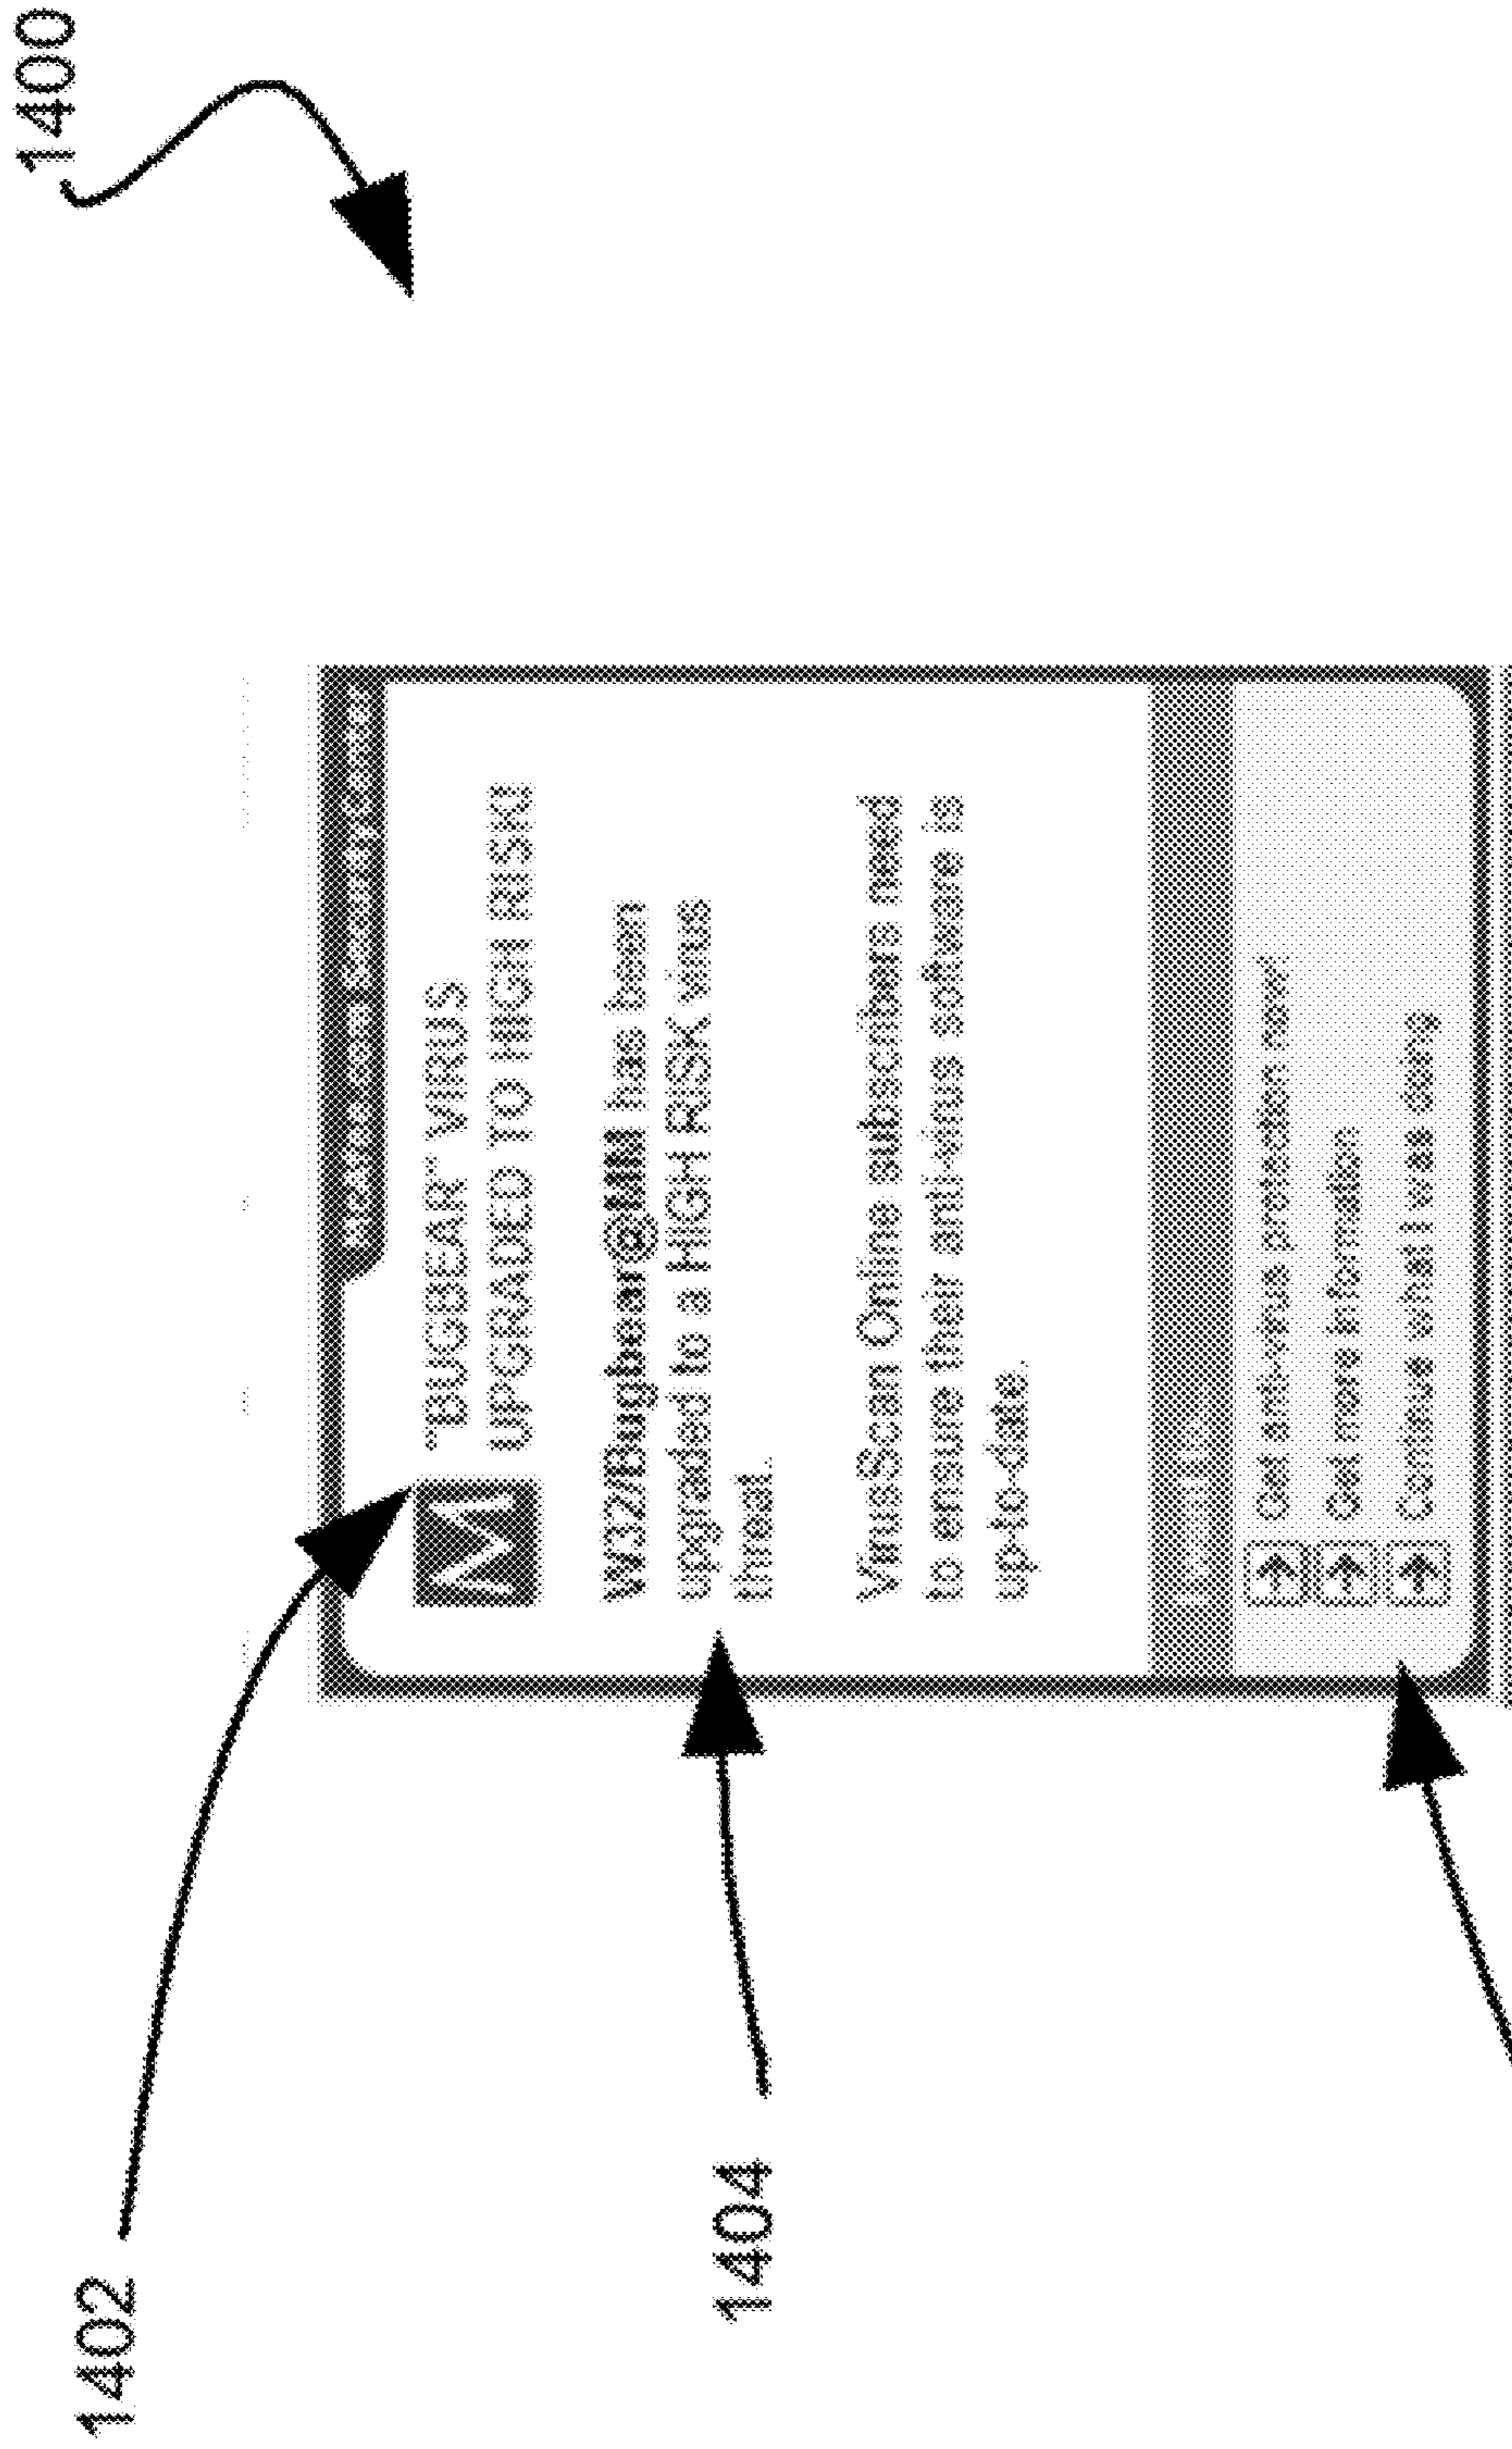 1400
1402
M
"BUGBEAR" VIRUS
UPGRADED TO HIGH RISK!
1404
W32/Bugbear@MM has been
upgraded to a HIGH RISK virus
threat.
VirusScan Online subscribers need
to ensure their anti-virus software is
up-to-date.
Get anti-virus protection now!
Get more information
Continue what I was doing